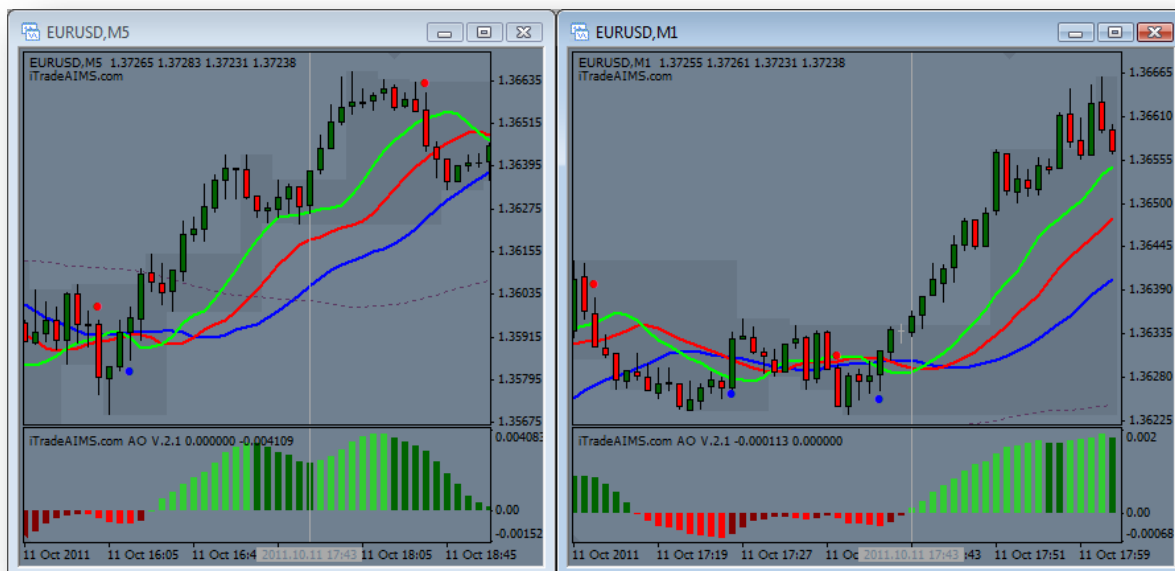 EURUSD,M5
EURUSD,M5 1.37265 1.37283 1.37231 1.37238
iTradeAIMS.com
1.36635
1.36515
1.36395
1.36275
1.36155
1.36035
1.35915
1.35795
1.35675
iTradeAIMS.com AO V.2.1 0.000000 -0.004109
0.004083
0.00
-0.00152
11 Oct 2011
11 Oct 16:05
11 Oct 16:4
2011.10.11 17:43
11 Oct 18:05
11 Oct 18:45
EURUSD,M1
EURUSD,M1 1.37255 1.37261 1.37231 1.37238
iTradeAIMS.com
1.36665
1.36610
1.36555
1.36500
1.36445
1.36390
1.36335
1.36280
1.36225
iTradeAIMS.com AO V.2.1 -0.000113 0.000000
0.002
0.00
-0.00068
11 Oct 2011
11 Oct 17:19
11 Oct 17:27
11 Oc
2011.10.11 17:43
:43
11 Oct 17:51
11 Oct 17:59